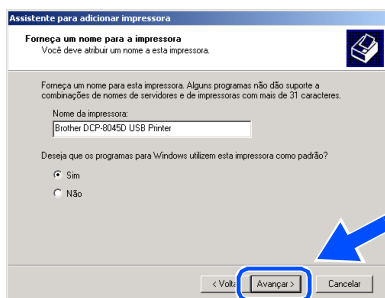 Assistente para adicionar impressora
Forneça um nome para a impressora
Você deve atribuir um nome a esta impressora.
Forneça um nome para esta impressora. Alguns programas não dão suporte a
combinações de nomes de servidores e de impressoras com mais de 31 caracteres.
Nome da impressora:
Brother DCP-8045D USB Printer
Deseja que os programas para Windows utilizem esta impressora como padrão?
Sim
Não
< Volta Avançar > Cancelar